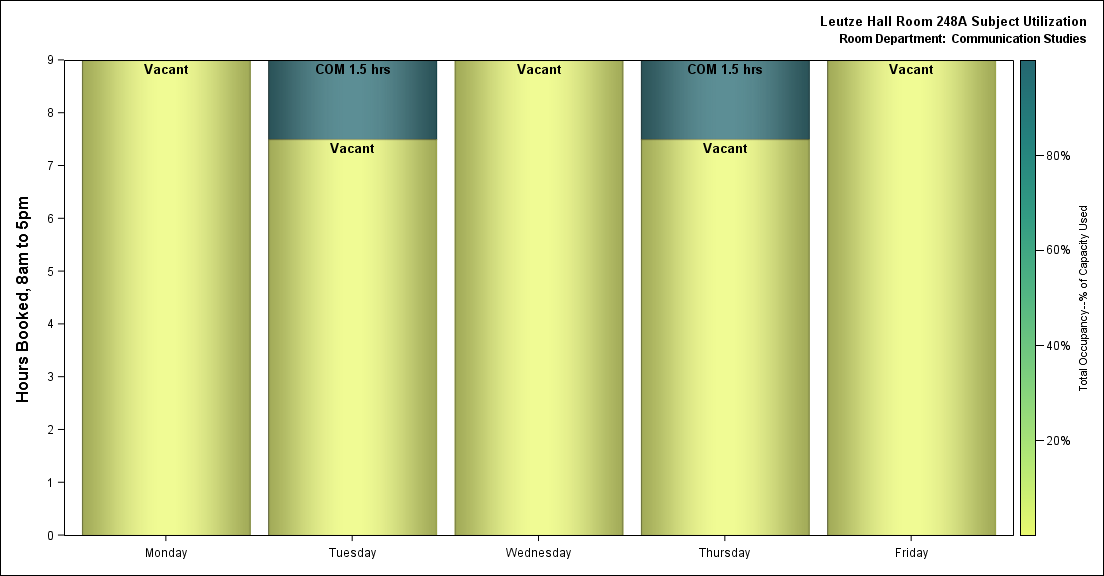 Leutze Hall Room 248A Subject Utilization
Room Department: Communication Studies
Hours Booked, 8am to 5pm
9
8
7
6
5
4
3
2
1
0
Vacant
COM 1.5 hrs
Vacant
Vacant
COM 1.5 hrs
Vacant
Vacant
Monday
Tuesday
Wednesday
Thursday
Friday
80%
60%
40%
20%
Total Occupancy--% of Capacity Used